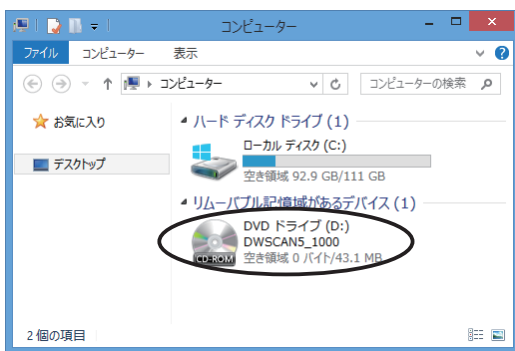 コンピューター
ファイル コンピューター 表示
コンピューター コンピューターの検索
お気に入り
デスクトップ
ハード ディスク ドライブ (1)
ローカル ディスク (C:)
空き領域 92.9 GB/111 GB
リムーバブル記憶域があるデバイス (1)
DVD ドライブ (D:)
DWSCAN5_1000
CD-ROM
空き領域 0 バイト/43.1 MB
2 個の項目